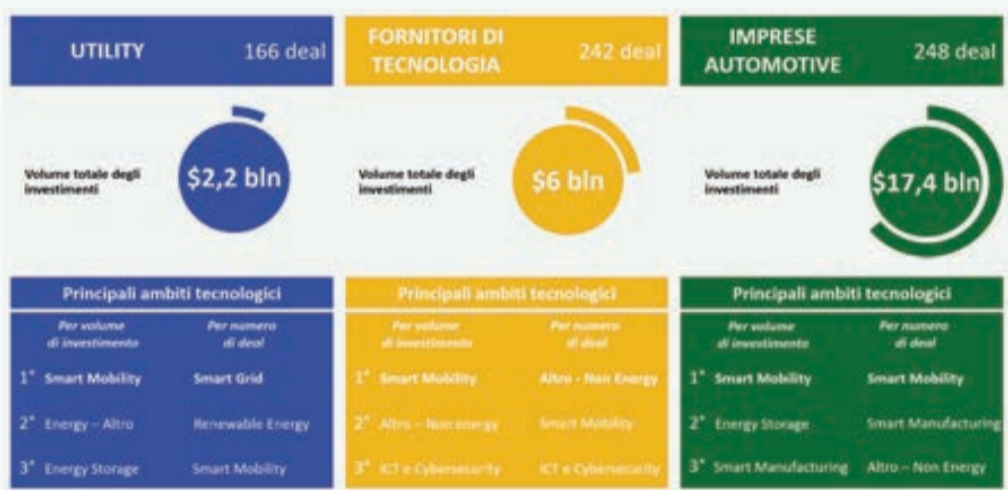 UTILITY 166 deal
FORNITORI DI
TECNOLOGIA 242 deal
IMPRESE
AUTOMOTIVE 248 deal
Volume totale degli
investimenti
$2,2 bln
Volume totale degli
investimenti
$6 bln
Volume totale degli
investimenti
$17,4 bln
Principali ambiti tecnologici
Per volume
di investimento
Per numero
di deal
1° Smart Mobility Smart Grid
2° Energy – Altro Renewable Energy
3° Energy Storage Smart Mobility
Principali ambiti tecnologici
Per volume
di investimento
Per numero
di deal
1° Smart Mobility Altro - Non Energy
2° Altro – Non energy Smart Mobility
3° ICT e Cybersecurity ICT e Cybersecurity
Principali ambiti tecnologici
Per volume
di investimento
Per numero
di deal
1° Smart Mobility Smart Mobility
2° Energy Storage Smart Manufacturing
3° Smart Manufacturing Altro – Non Energy